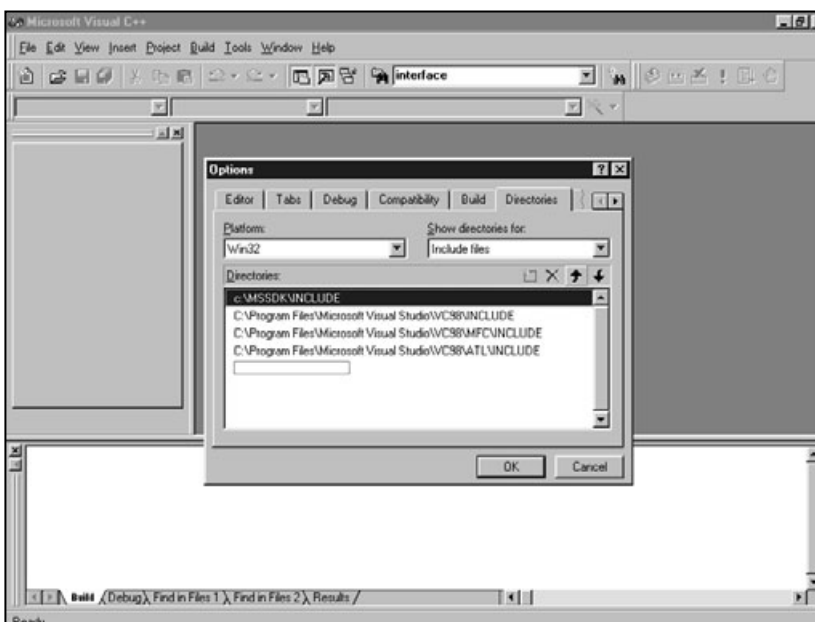 Microsoft Visual C++
File Edit View Insert Project Build Tools Window Help
interface
Options
Editor Tabs Debug Compatibility Build Directories
Platform: Show directories for:
Win32 Include files
Directories:
c:\MSSDK\INCLUDE
C:\Program Files\Microsoft Visual Studio\VC98\INCLUDE
C:\Program Files\Microsoft Visual Studio\VC98\MFC\INCLUDE
C:\Program Files\Microsoft Visual Studio\VC98\ATL\INCLUDE
OK Cancel
Build Debug Find in Files 1 Find in Files 2 Results
Ready